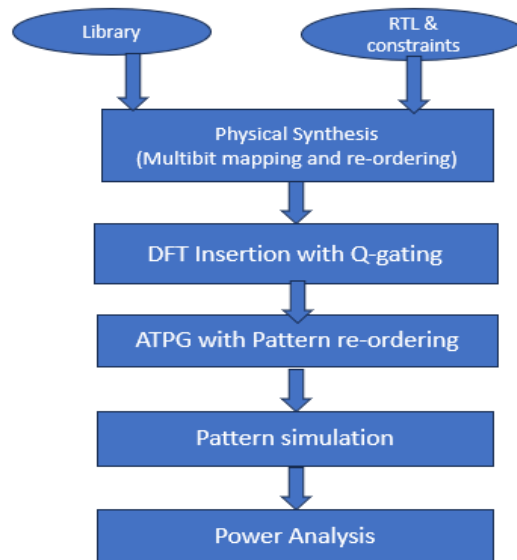 Library
RTL &
constraints
Physical Synthesis
(Multibit mapping and re-ordering)
DFT Insertion with Q-gating
ATPG with Pattern re-ordering
Pattern simulation
Power Analysis